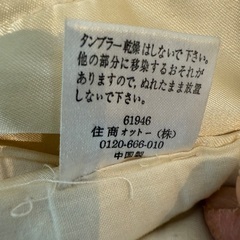 タンブラー乾燥はしないで下さい。
他の部分に移染するおそれが
ありますので、ぬれたまま放置
しないで下さい。
61946
住商オットー(株)
0120-666-010
中国製